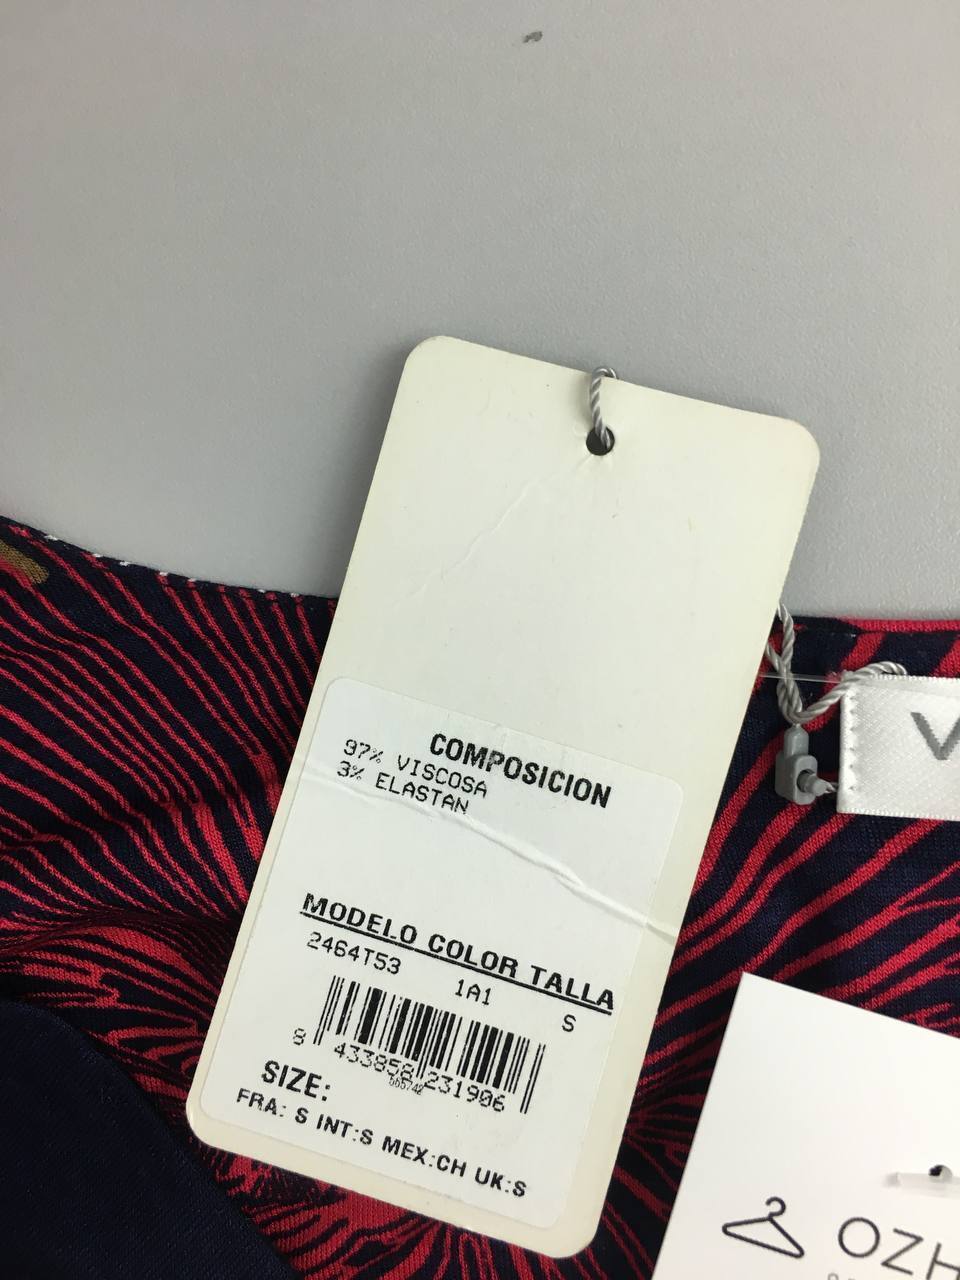 COMPOSICION
97% VISCOSA
3% ELASTAN
MODELO COLOR TALLA
2464T53 1A1 S
8 433858 231906
SIZE:
FRA: S INT:S MEX:CH UK:S
V
OZH